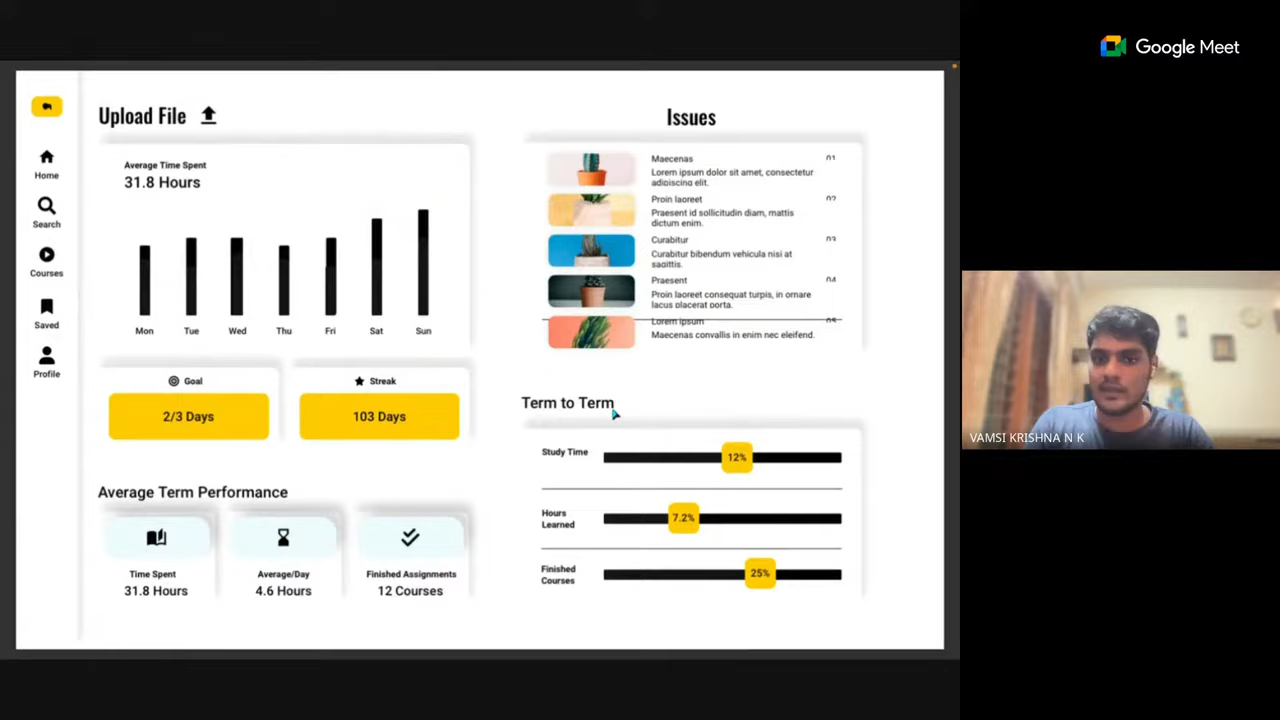 Google Meet
Upload File
Home
Search
Courses
Saved
Profile
Average Time Spent
31.8 Hours
Mon Tue Wed Thu Fri Sat Sun
Goal
2/3 Days
Streak
103 Days
Average Term Performance
Time Spent
31.8 Hours
Average/Day
4.6 Hours
Finished Assignments
12 Courses
Issues
Maecenas 01
Lorem ipsum dolor sit amet, consectetur
adipiscing elit.
Proin laoreet 02
Praesent id sollicitudin diam, mattis
dictum enim.
Curabitur 03
Curabitur bibendum vehicula nisi at
sagittis.
Praesent 04
Proin laoreet consequat turpis, in ornare
lacus placerat porta.
Lorem ipsum 05
Maecenas convallis in enim nec eleifend.
Term to Term
Study Time
12%
Hours
Learned
7.2%
Finished
Courses
25%
VAMSI KRISHNA N K